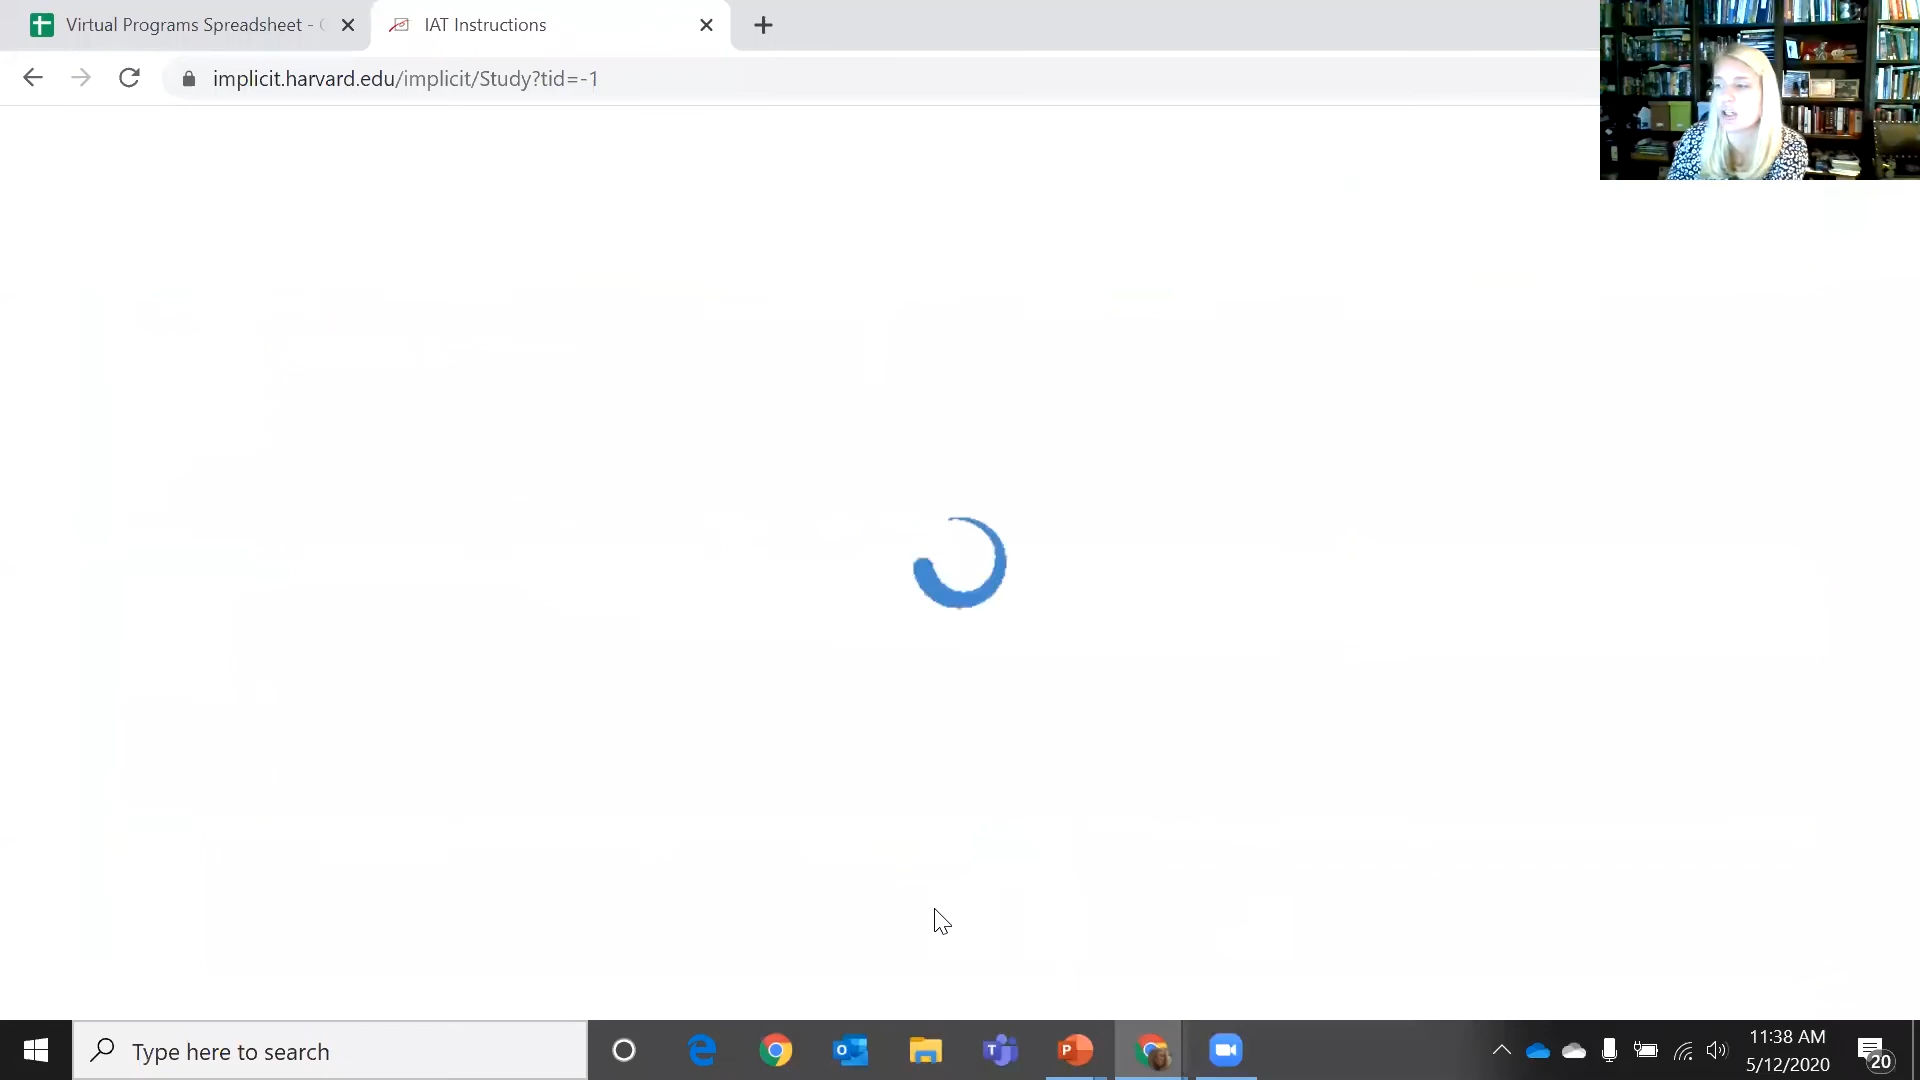 Virtual Programs Spreadsheet -
IAT Instructions
implicit.harvard.edu/implicit/Study?tid=-1
Type here to search
11:38 AM
5/12/2020
20